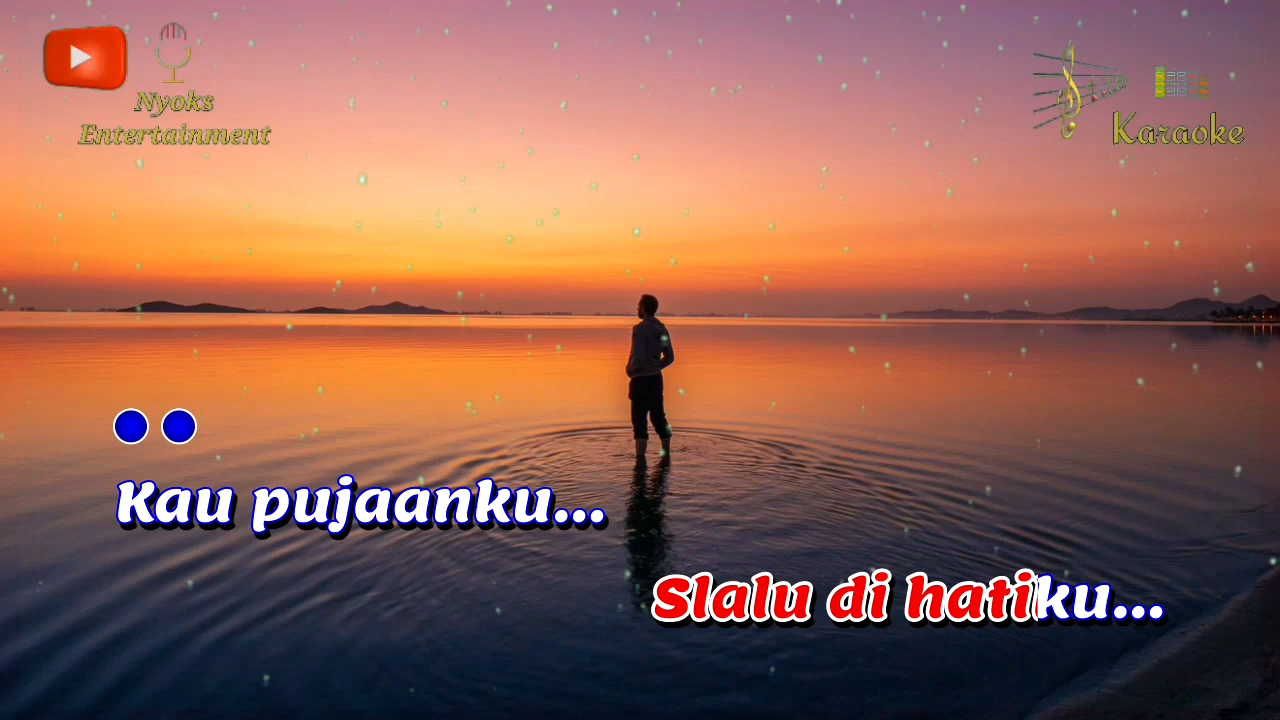 Nyoks
Entertainment
Karaoke
Kau pujaanku...
Slalu di hatiku...